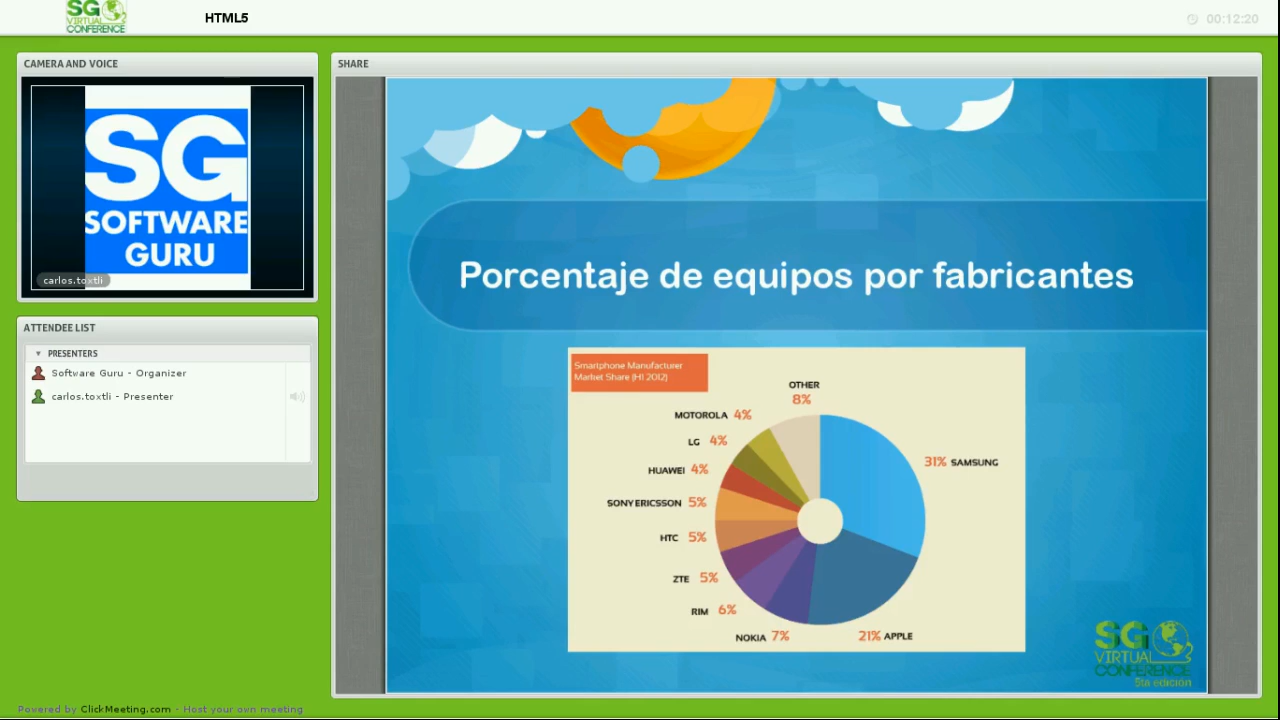 SG
VIRTUAL
CONFERENCE
HTML5
00:12:20
CAMERA AND VOICE
SG
SOFTWARE
GURU
carlos.toxtli
ATTENDEE LIST
PRESENTERS
Software Guru - Organizer
carlos.toxtli - Presenter
SHARE
Porcentaje de equipos por fabricantes
Smartphone Manufacturer
Market Share (H1 2012)
OTHER
8%
MOTOROLA 4%
LG 4%
HUAWEI 4%
SONY ERICSSON 5%
HTC 5%
ZTE 5%
RIM 6%
NOKIA 7%
21% APPLE
31% SAMSUNG
SG
VIRTUAL
CONFERENCE
5ta edición
Powered by ClickMeeting.com - Host your own meeting